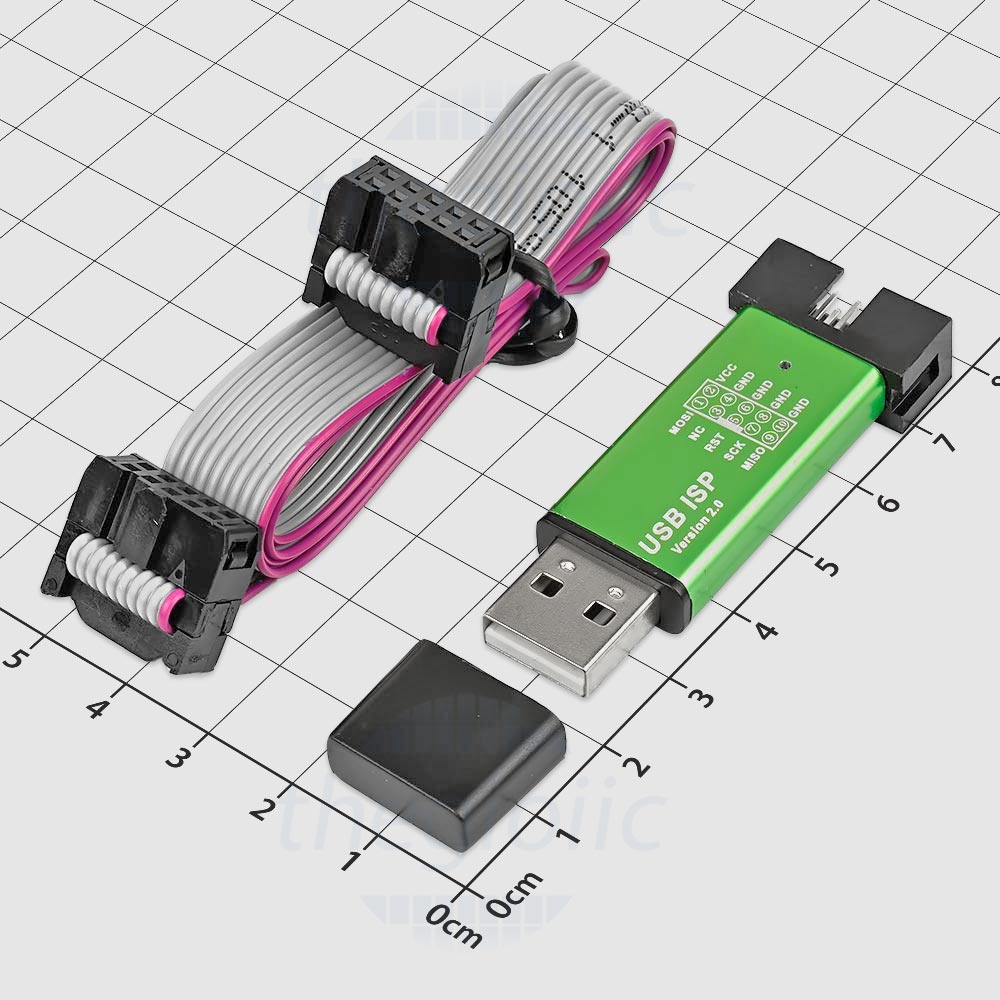 thegioiic
MOSI ① ② VCC
NC ③ ④ GND
RST ⑤ ⑥ GND
SCK ⑦ ⑧ GND
MISO ⑨ ⑩ GND
USB ISP
Version 2.0
8
7
6
5
4
3
2
1
0cm
5
4
3
2
1
0cm
thegioiic